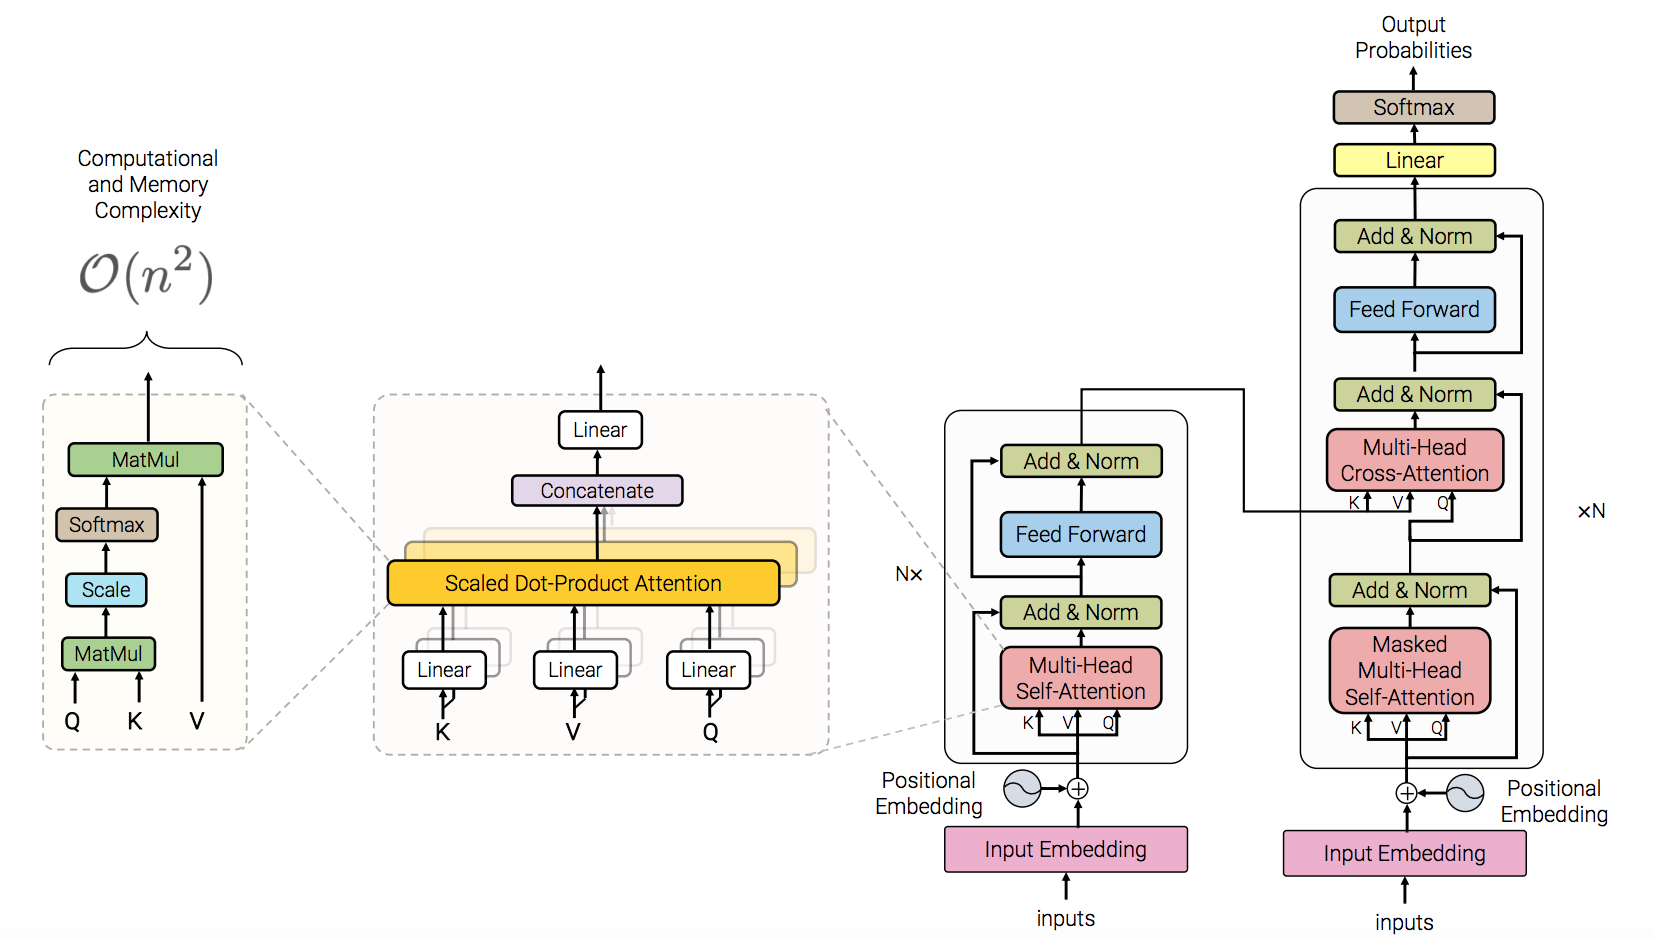 Computational
and Memory
Complexity
O(n²)
MatMul
Softmax
Scale
MatMul
Q K V
Linear
Concatenate
Scaled Dot-Product Attention
Linear Linear Linear
K V Q
N×
Add & Norm
Feed Forward
Add & Norm
Multi-Head
Self-Attention
K V Q
Positional
Embedding
Input Embedding
inputs
Output
Probabilities
Softmax
Linear
Add & Norm
Feed Forward
Add & Norm
Multi-Head
Cross-Attention
K V Q
×N
Add & Norm
Masked
Multi-Head
Self-Attention
K V Q
Positional
Embedding
Input Embedding
inputs